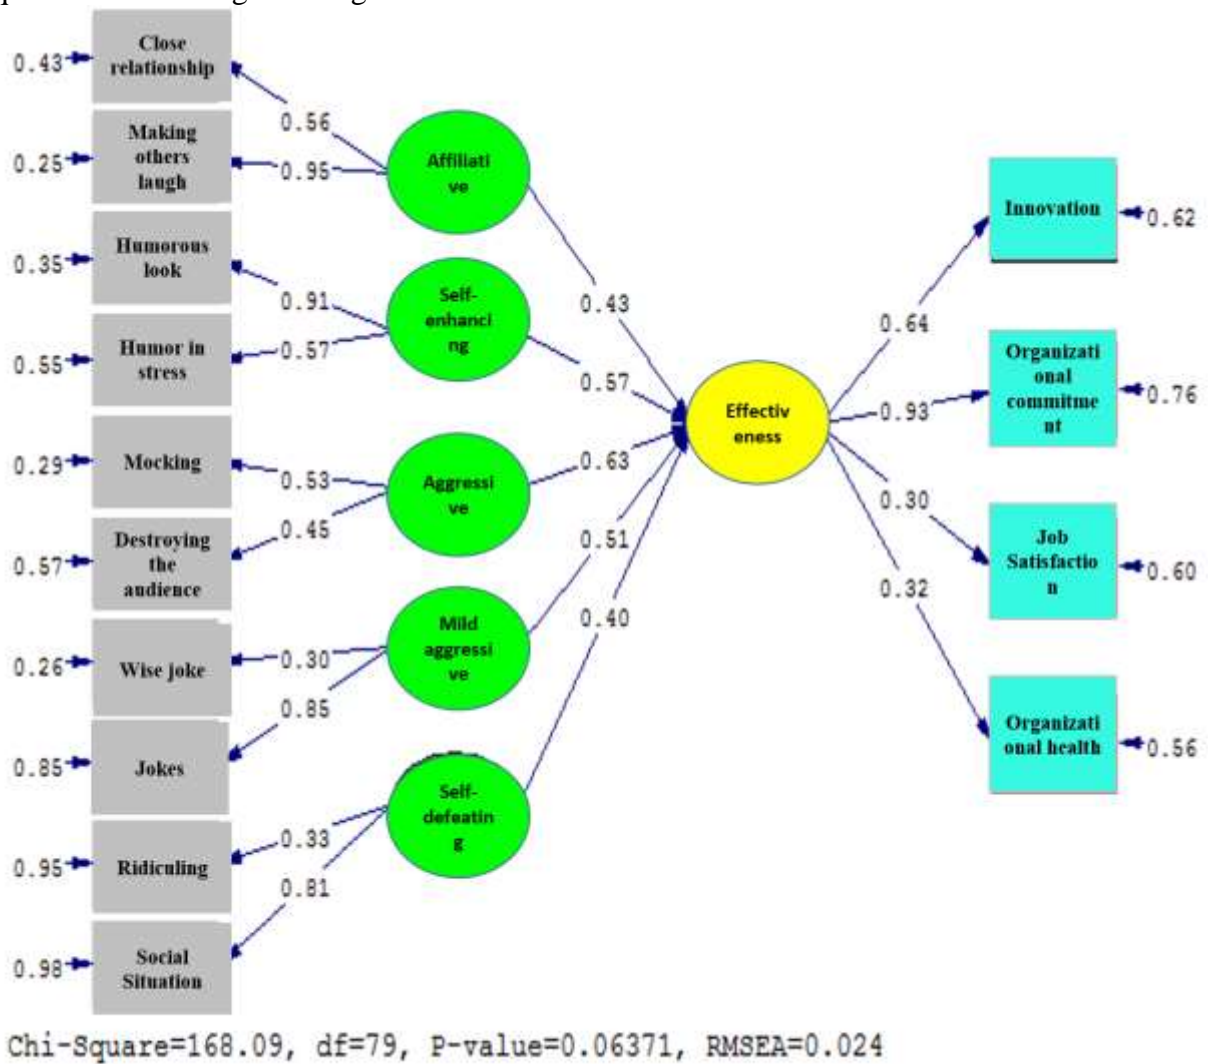 0.43
Close
relationship
0.56
0.25
Making
others
laugh
0.95
0.35
Humorous
look
0.91
0.55
Humor in
stress
0.57
0.29
Mocking
0.53
0.57
Destroying
the
audience
0.45
0.26
Wise joke
0.30
0.85
Jokes
0.85
0.95
Ridiculing
0.33
0.98
Social
Situation
0.81
Affiliati
ve
0.43
Self-
enhanci
ng
0.57
Aggressi
ve
0.63
Mild
aggressi
ve
0.51
Self-
defeatin
g
0.40
Effectiv
eness
0.64
Innovation
0.62
0.93
Organizati
onal
commitme
nt
0.76
0.30
Job
Satisfactio
n
0.60
0.32
Organizati
onal health
0.56
Chi-Square=168.09, df=79, P-value=0.06371, RMSEA=0.024